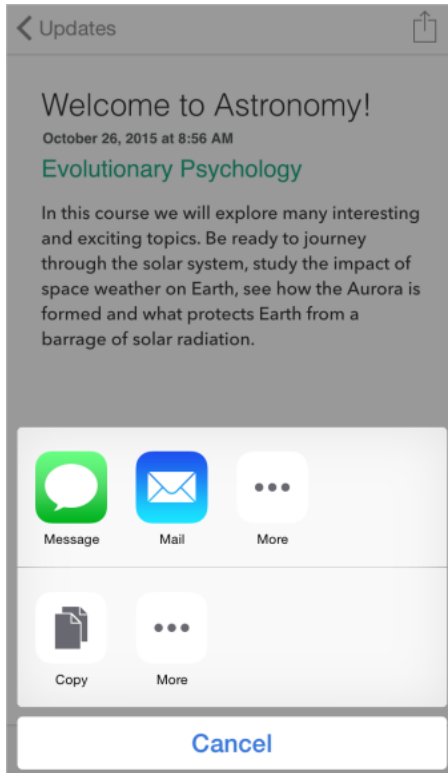 Updates
Welcome to Astronomy!
October 26, 2015 at 8:56 AM
Evolutionary Psychology
In this course we will explore many interesting
and exciting topics. Be ready to journey
through the solar system, study the impact of
space weather on Earth, see how the Aurora is
formed and what protects Earth from a
barrage of solar radiation.
Message Mail More
Copy More
Cancel